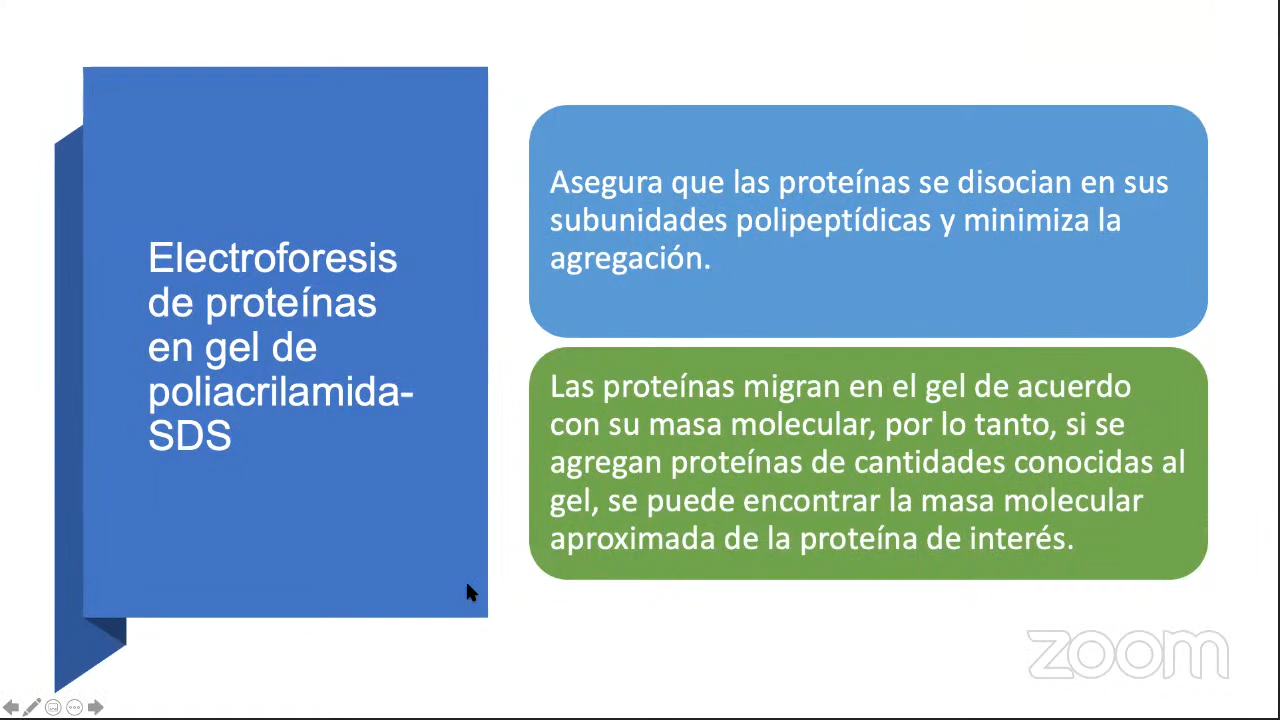 Electroforesis
de proteínas
en gel de
poliacrilamida-
SDS
Asegura que las proteínas se disocian en sus
subunidades polipeptídicas y minimiza la
agregación.
Las proteínas migran en el gel de acuerdo
con su masa molecular, por lo tanto, si se
agregan proteínas de cantidades conocidas al
gel, se puede encontrar la masa molecular
aproximada de la proteína de interés.
zoom